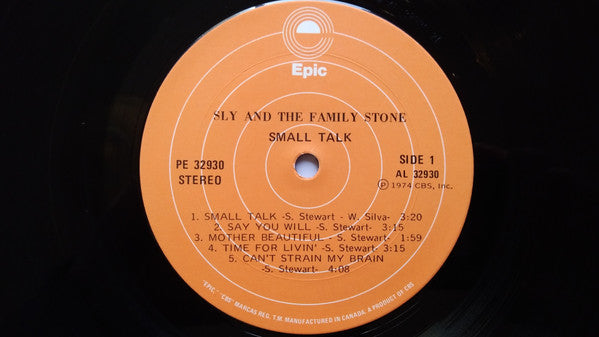 Epic
SLY AND THE FAMILY STONE
SMALL TALK
PE 32930
STEREO
SIDE 1
AL 32930
Ⓟ 1974 CBS, Inc.
1. SMALL TALK -S. Stewart - W. Silva- 3:20
2. SAY YOU WILL -S. Stewart- 3:15
3. MOTHER BEAUTIFUL - S. Stewart- 1:59
4. TIME FOR LIVIN' -S. Stewart- 3:15
5. CAN'T STRAIN MY BRAIN
-S. Stewart- 4:08
"EPIC," "CBS" MARCAS REG. T.M. MANUFACTURED IN CANADA. A PRODUCT OF CBS